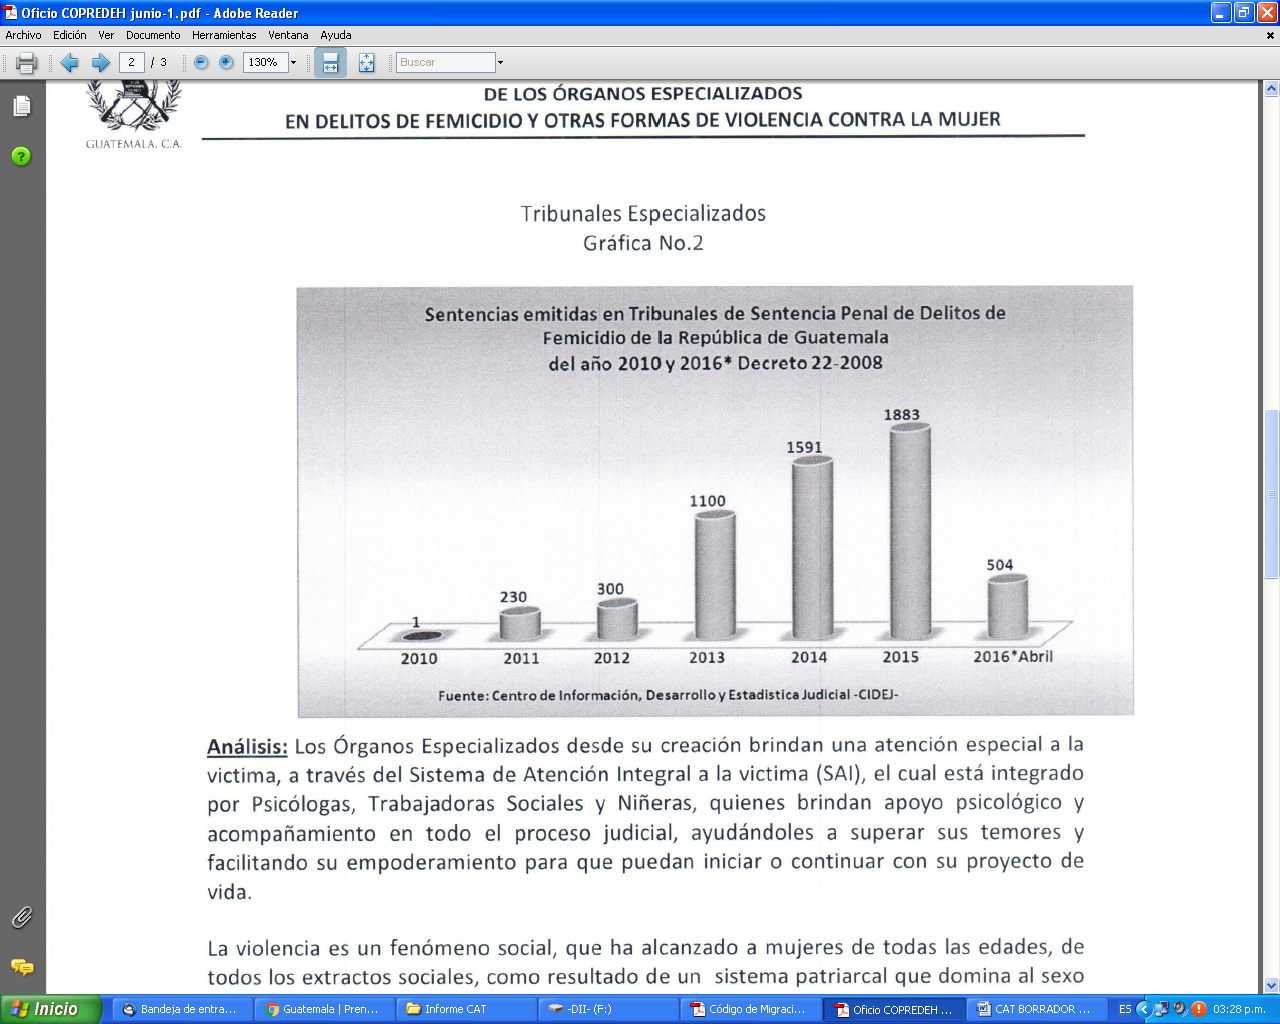 Oficio COPREDEH junio-1.pdf - Adobe Reader
Archivo Edición Ver Documento Herramientas Ventana Ayuda
2 / 3 130% Buscar
GUATEMALA, C.A.
DE LOS ÓRGANOS ESPECIALIZADOS
EN DELITOS DE FEMICIDIO Y OTRAS FORMAS DE VIOLENCIA CONTRA LA MUJER
Tribunales Especializados
Gráfica No.2
Sentencias emitidas en Tribunales de Sentencia Penal de Delitos de
Femicidio de la República de Guatemala
del año 2010 y 2016* Decreto 22-2008
1 230 300 1100 1591 1883 504
2010 2011 2012 2013 2014 2015 2016*Abril
Fuente: Centro de Información, Desarrollo y Estadistica Judicial -CIDEJ-
Análisis: Los Órganos Especializados desde su creación brindan una atención especial a la
victima, a través del Sistema de Atención Integral a la victima (SAI), el cual está integrado
por Psicólogas, Trabajadoras Sociales y Niñeras, quienes brindan apoyo psicológico y
acompañamiento en todo el proceso judicial, ayudándoles a superar sus temores y
facilitando su empoderamiento para que puedan iniciar o continuar con su proyecto de
vida.
La violencia es un fenómeno social, que ha alcanzado a mujeres de todas las edades, de
todos los extractos sociales, como resultado de un sistema patriarcal que domina al sexo
Inicio Bandeja de entra... Guatemala | Pren... Informe CAT -DII- (F:) Código de Migraci... Oficio COPREDEH ... CAT BORRADOR ... ES 03:28 p.m.